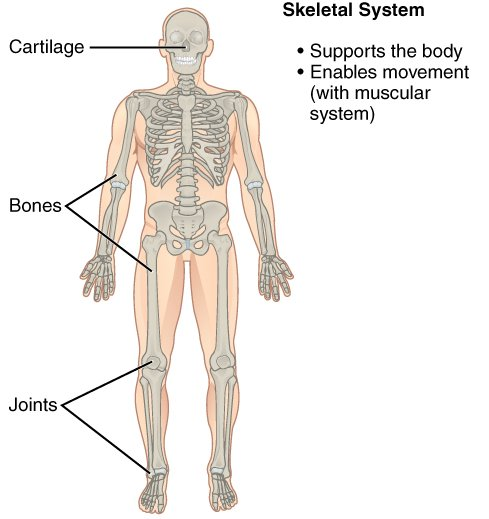 Skeletal System
Cartilage
• Supports the body
• Enables movement
(with muscular
system)
Bones
Joints